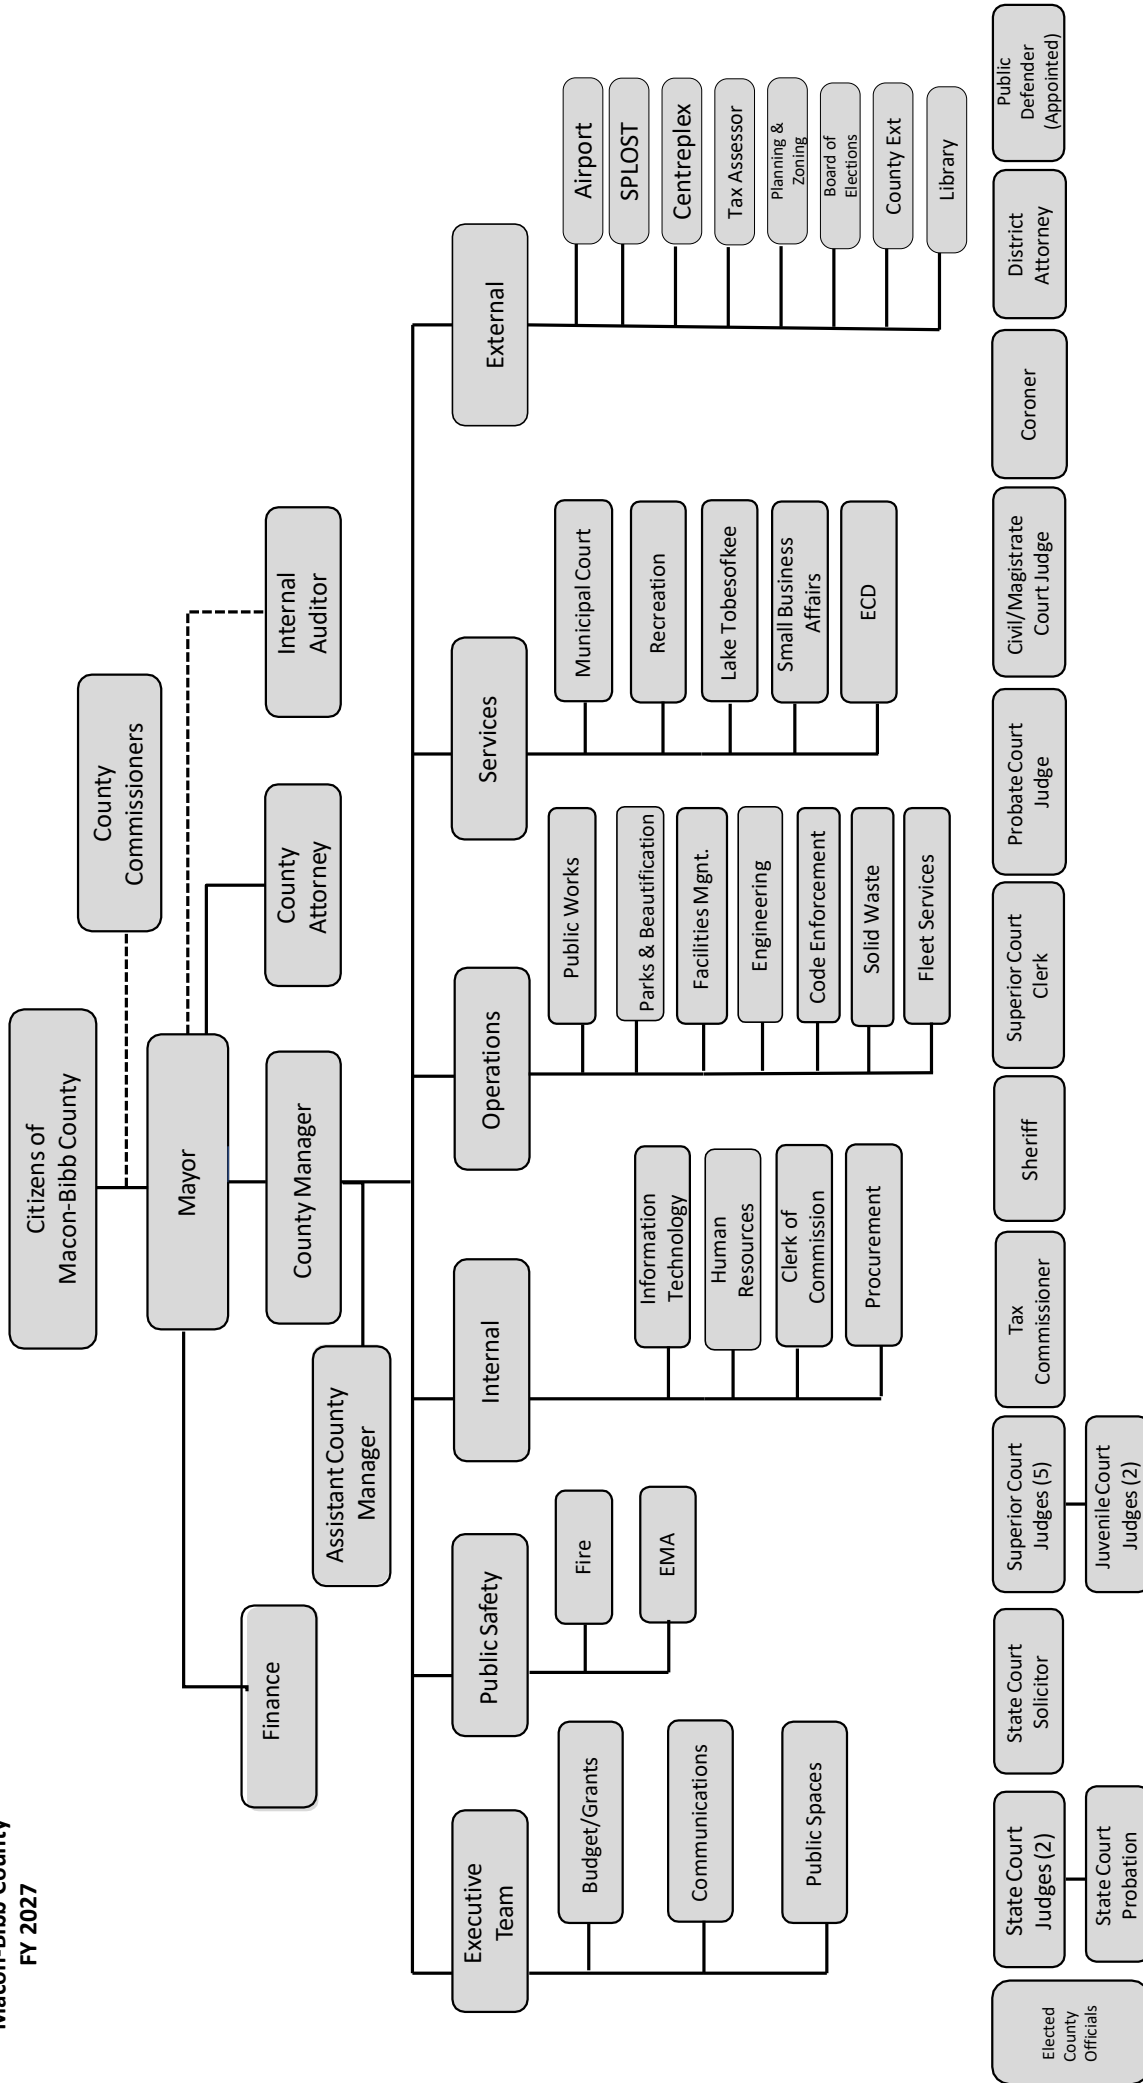 Macon-Bibb County
FY 2027
Citizens of
Macon-Bibb County
County
Commissioners
Mayor
Finance
County Manager
County
Attorney
Internal
Auditor
Assistant County
Manager
Executive
Team
Public Safety
Internal
Operations
Services
External
Budget/Grants
Communications
Public Spaces
Fire
EMA
Information
Technology
Human
Resources
Clerk of
Commission
Procurement
Public Works
Parks & Beautification
Facilities Mgnt.
Engineering
Code Enforcement
Solid Waste
Fleet Services
Municipal Court
Recreation
Lake Tobesofkee
Small Business
Affairs
ECD
Airport
SPLOST
Centreplex
Tax Assessor
Planning &
Zoning
Board of
Elections
County Ext
Library
Elected
County
Officials
State Court
Judges (2)
State Court
Probation
State Court
Solicitor
Superior Court
Judges (5)
Juvenile Court
Judges (2)
Tax
Commissioner
Sheriff
Superior Court
Clerk
Probate Court
Judge
Civil/Magistrate
Court Judge
Coroner
District
Attorney
Public
Defender
(Appointed)